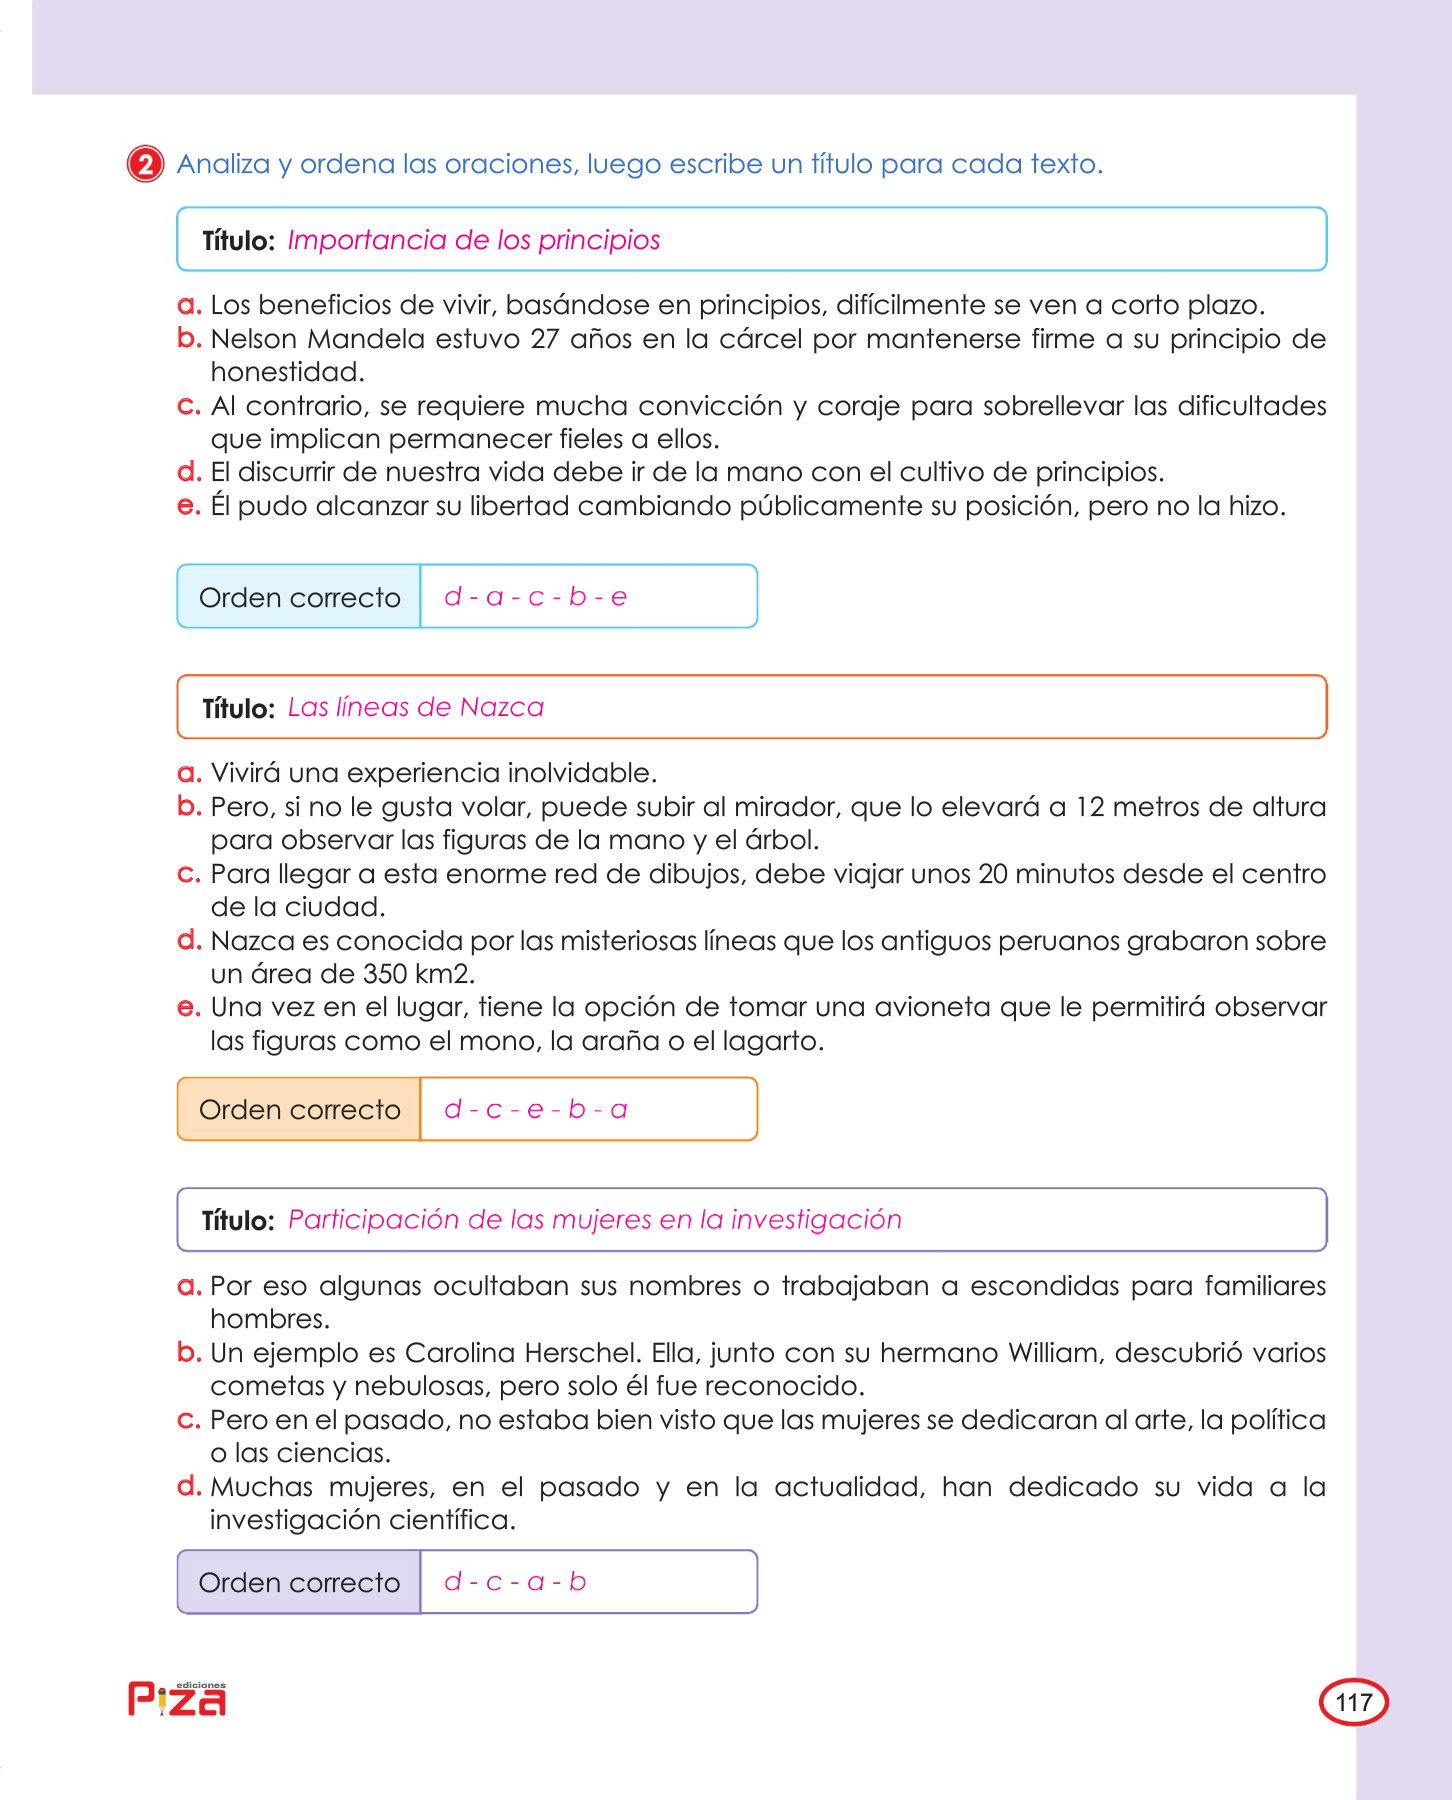 2 Analiza y ordena las oraciones, luego escribe un título para cada texto.
Título: Importancia de los principios
a. Los beneficios de vivir, basándose en principios, difícilmente se ven a corto plazo.
b. Nelson Mandela estuvo 27 años en la cárcel por mantenerse firme a su principio de
honestidad.
c. Al contrario, se requiere mucha convicción y coraje para sobrellevar las dificultades
que implican permanecer fieles a ellos.
d. El discurrir de nuestra vida debe ir de la mano con el cultivo de principios.
e. Él pudo alcanzar su libertad cambiando públicamente su posición, pero no la hizo.
Orden correcto d - a - c - b - e
Título: Las líneas de Nazca
a. Vivirá una experiencia inolvidable.
b. Pero, si no le gusta volar, puede subir al mirador, que lo elevará a 12 metros de altura
para observar las figuras de la mano y el árbol.
c. Para llegar a esta enorme red de dibujos, debe viajar unos 20 minutos desde el centro
de la ciudad.
d. Nazca es conocida por las misteriosas líneas que los antiguos peruanos grabaron sobre
un área de 350 km2.
e. Una vez en el lugar, tiene la opción de tomar una avioneta que le permitirá observar
las figuras como el mono, la araña o el lagarto.
Orden correcto d - c - e - b - a
Título: Participación de las mujeres en la investigación
a. Por eso algunas ocultaban sus nombres o trabajaban a escondidas para familiares
hombres.
b. Un ejemplo es Carolina Herschel. Ella, junto con su hermano William, descubrió varios
cometas y nebulosas, pero solo él fue reconocido.
c. Pero en el pasado, no estaba bien visto que las mujeres se dedicaran al arte, la política
o las ciencias.
d. Muchas mujeres, en el pasado y en la actualidad, han dedicado su vida a la
investigación científica.
Orden correcto d - c - a - b
ediciones
Piza
117